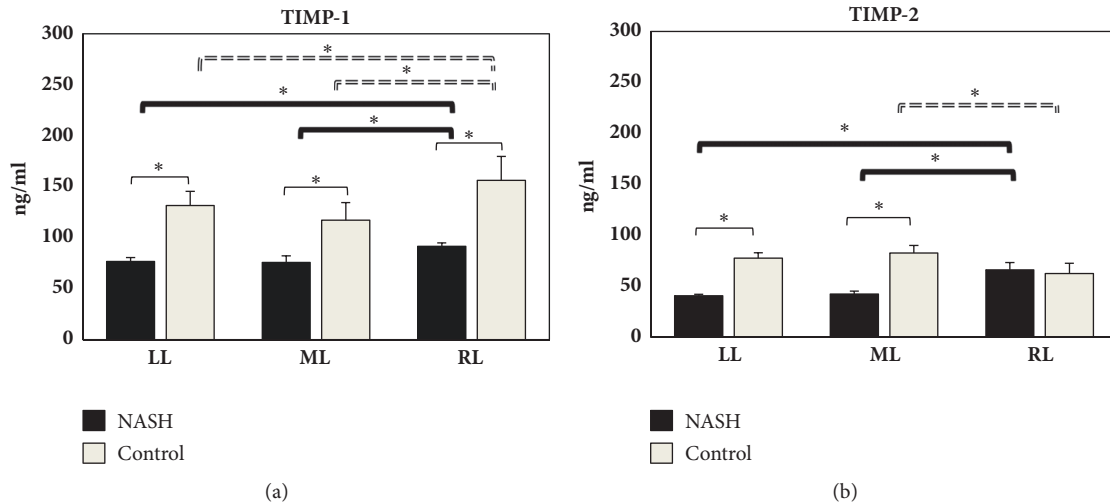 TIMP-1
300
250
200
150
100
50
0
ng/ml
*
*
*
*
*
*
*
LL ML RL
NASH
Control
(a)
TIMP-2
300
250
200
150
100
50
0
ng/ml
*
*
*
*
*
LL ML RL
NASH
Control
(b)